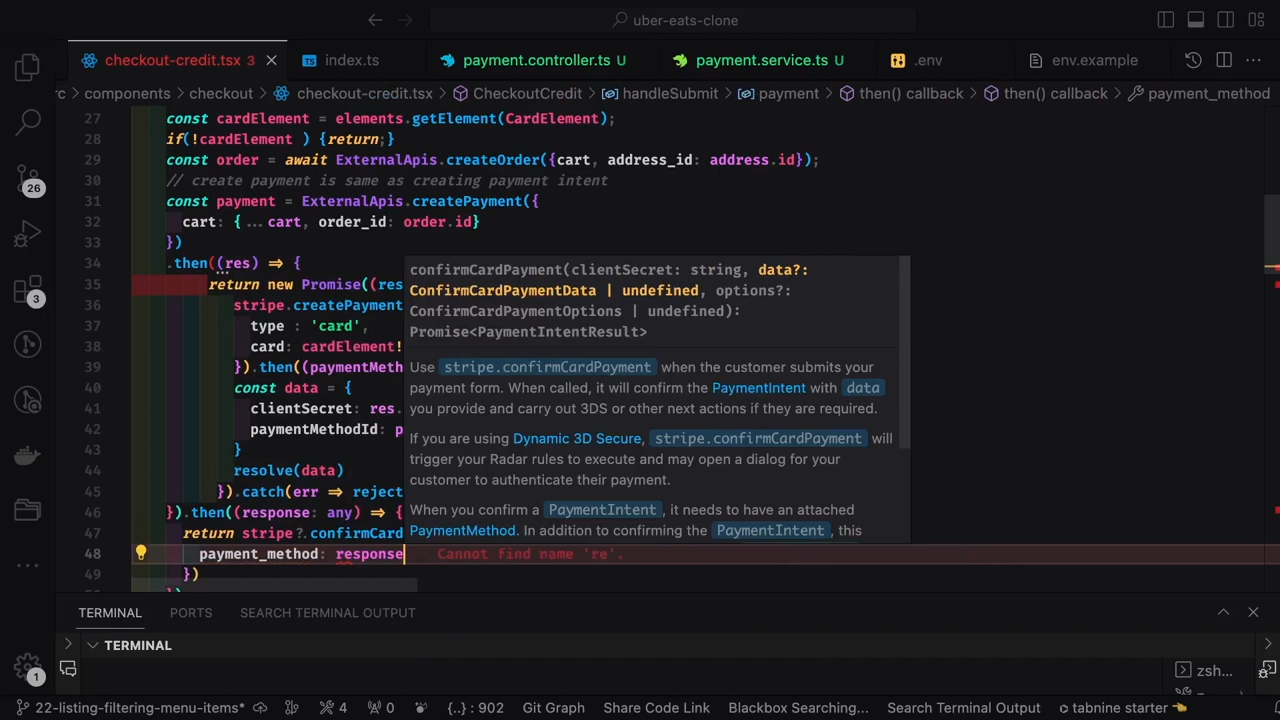 uber-eats-clone
checkout-credit.tsx 3
index.ts
payment.controller.ts U
payment.service.ts U
.env
env.example
rc › components › checkout › checkout-credit.tsx › CheckoutCredit › handleSubmit › payment › then() callback › then() callback › payment_method
27 const cardElement = elements.getElement(CardElement);
28 if(!cardElement ) {return;}
29 const order = await ExternalApis.createOrder({cart, address_id: address.id});
30 // create payment is same as creating payment intent
31 const payment = ExternalApis.createPayment({
32 cart: {...cart, order_id: order.id}
33 })
34 .then((res) => {
35 return new Promise((res
36 stripe.createPayment
37 type : 'card',
38 card: cardElement!
39 }).then((paymentMeth
40 const data = {
41 clientSecret: res.
42 paymentMethodId: p
43 }
44 resolve(data)
45 }).catch(err => reject
46 }).then((response: any) => {
47 return stripe?.confirmCard
48 payment_method: response Cannot find name 're'.
49 })
})
confirmCardPayment(clientSecret: string, data?:
ConfirmCardPaymentData | undefined, options?:
ConfirmCardPaymentOptions | undefined):
Promise<PaymentIntentResult>
Use stripe.confirmCardPayment when the customer submits your
payment form. When called, it will confirm the PaymentIntent with data
you provide and carry out 3DS or other next actions if they are required.
If you are using Dynamic 3D Secure, stripe.confirmCardPayment will
trigger your Radar rules to execute and may open a dialog for your
customer to authenticate their payment.
When you confirm a PaymentIntent, it needs to have an attached
PaymentMethod. In addition to confirming the PaymentIntent, this
26
3
1
TERMINAL PORTS SEARCH TERMINAL OUTPUT
TERMINAL
zsh...
22-listing-filtering-menu-items* 4 0 {..} : 902 Git Graph Share Code Link Blackbox Searching... Search Terminal Output tabnine starter